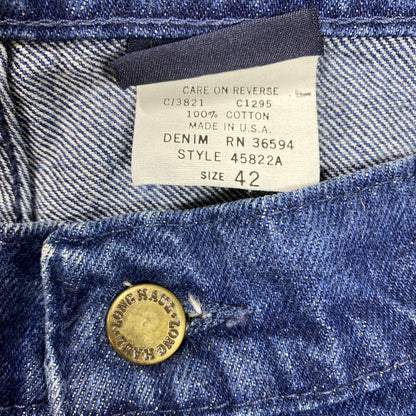 CARE ON REVERSE
C/3821 C1295
100% COTTON
MADE IN U.S.A.
DENIM RN 36594
STYLE 45822A
SIZE 42
LONG HAUL • LONG HAUL •